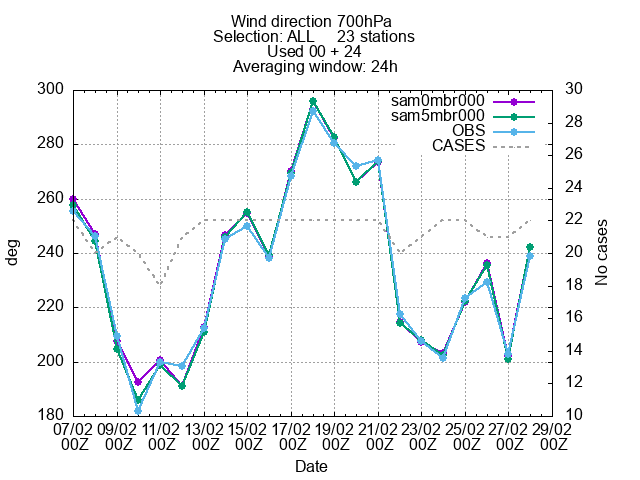 Wind direction 700hPa
Selection: ALL 23 stations
Used 00 + 24
Averaging window: 24h
sam0mbr000
sam5mbr000
OBS
CASES
300
280
260
240
220
200
180
deg
30
28
26
24
22
20
18
16
14
12
10
No cases
07/02 09/02 11/02 13/02 15/02 17/02 19/02 21/02 23/02 25/02 27/02 29/02
00Z 00Z 00Z 00Z 00Z 00Z 00Z 00Z 00Z 00Z 00Z 00Z
Date